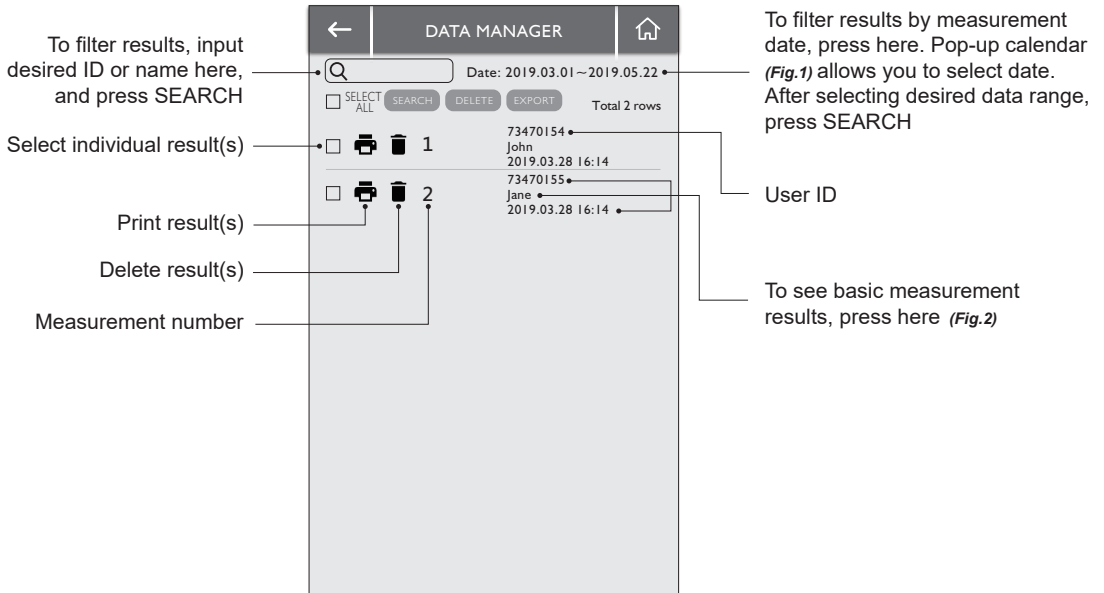 To filter results, input
desired ID or name here,
and press SEARCH
Select individual result(s)
Print result(s)
Delete result(s)
Measurement number
DATA MANAGER
Date: 2019.03.01~2019.05.22
SELECT
ALL
SEARCH
DELETE
EXPORT
Total 2 rows
1
73470154
John
2019.03.28 16:14
2
73470155
Jane
2019.03.28 16:14
To filter results by measurement
date, press here. Pop-up calendar
(Fig.1) allows you to select date.
After selecting desired data range,
press SEARCH
User ID
To see basic measurement
results, press here (Fig.2)